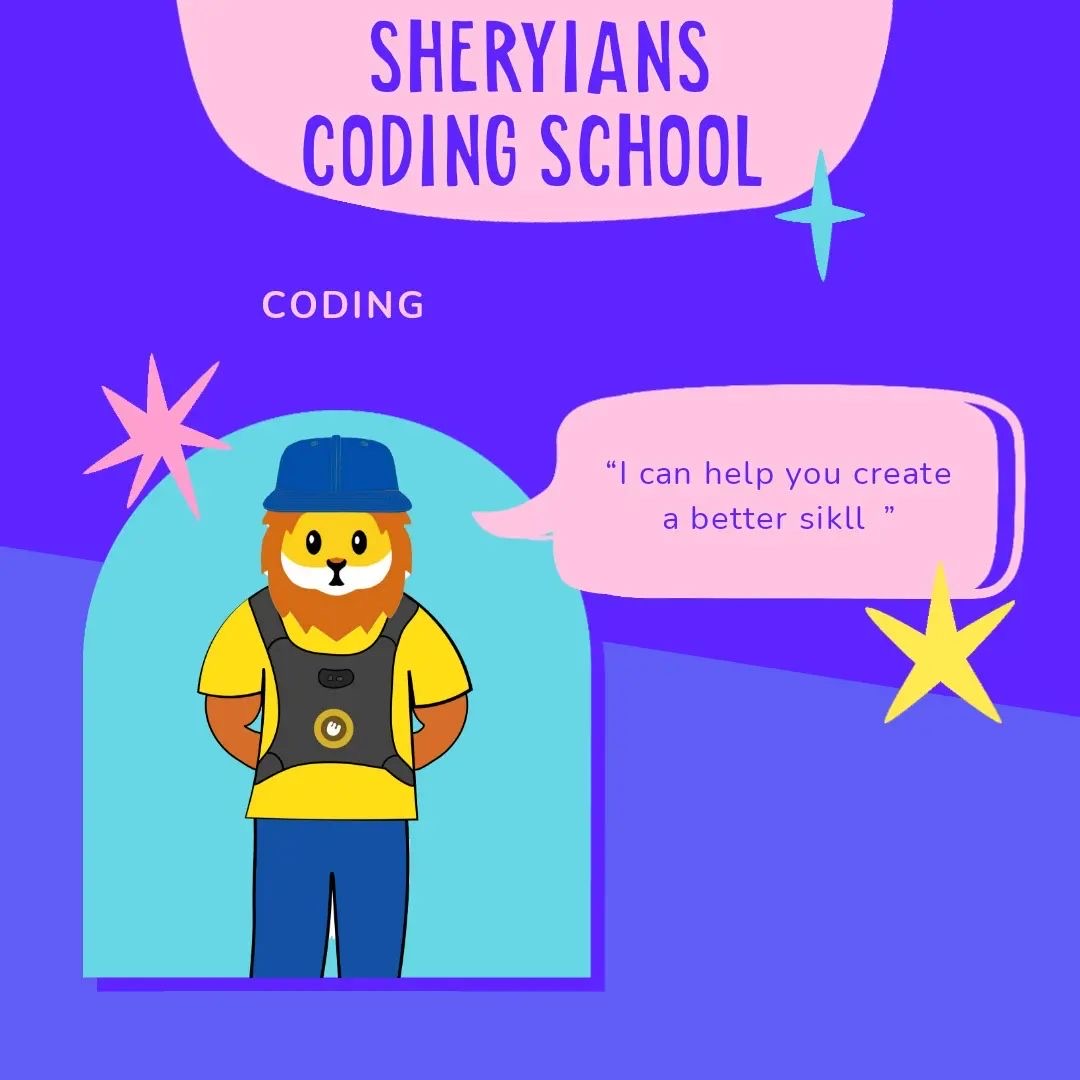 SHERYIANS
CODING SCHOOL
CODING
“I can help you create
a better sikll ”